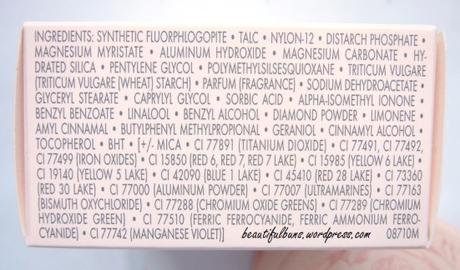 INGREDIENTS: SYNTHETIC FLUORPHLOGOPITE • TALC • NYLON-12 • DISTARCH PHOSPHATE •
MAGNESIUM MYRISTATE • ALUMINUM HYDROXIDE • MAGNESIUM CARBONATE • HY-
DRATED SILICA • PENTYLENE GLYCOL • POLYMETHYLSILSESQUIOXANE • TRITICUM VULGARE
(TRITICUM VULGARE (WHEAT) STARCH) • PARFUM (FRAGRANCE) • SODIUM DEHYDROACETATE •
GLYCERYL STEARATE • CAPRYLYL GLYCOL • SORBIC ACID • ALPHA-ISOMETHYL IONONE •
BENZYL BENZOATE • LINALOOL • BENZYL ALCOHOL • DIAMOND POWDER • LIMONENE •
AMYL CINNAMAL • BUTYLPHENYL METHYLPROPIONAL • GERANIOL • CINNAMYL ALCOHOL •
TOCOPHEROL • BHT • [+/- MICA • CI 77891 (TITANIUM DIOXIDE) • CI 77491, CI 77492,
CI 77499 (IRON OXIDES) • CI 15850 (RED 6, RED 7, RED 7 LAKE) • CI 15985 (YELLOW 6 LAKE) •
CI 19140 (YELLOW 5 LAKE) • CI 42090 (BLUE 1 LAKE) • CI 45410 (RED 28 LAKE) • CI 73360
(RED 30 LAKE) • CI 77000 (ALUMINUM POWDER) • CI 77007 (ULTRAMARINES) • CI 77163
(BISMUTH OXYCHLORIDE) • CI 77288 (CHROMIUM OXIDE GREENS) • CI 77289 (CHROMIUM
HYDROXIDE GREEN) • CI 77510 (FERRIC FERROCYANIDE, FERRIC AMMONIUM FERRO-
CYANIDE) • CI 77742 (MANGANESE VIOLET)]
08710M
beautifulbuns.wordpress.com